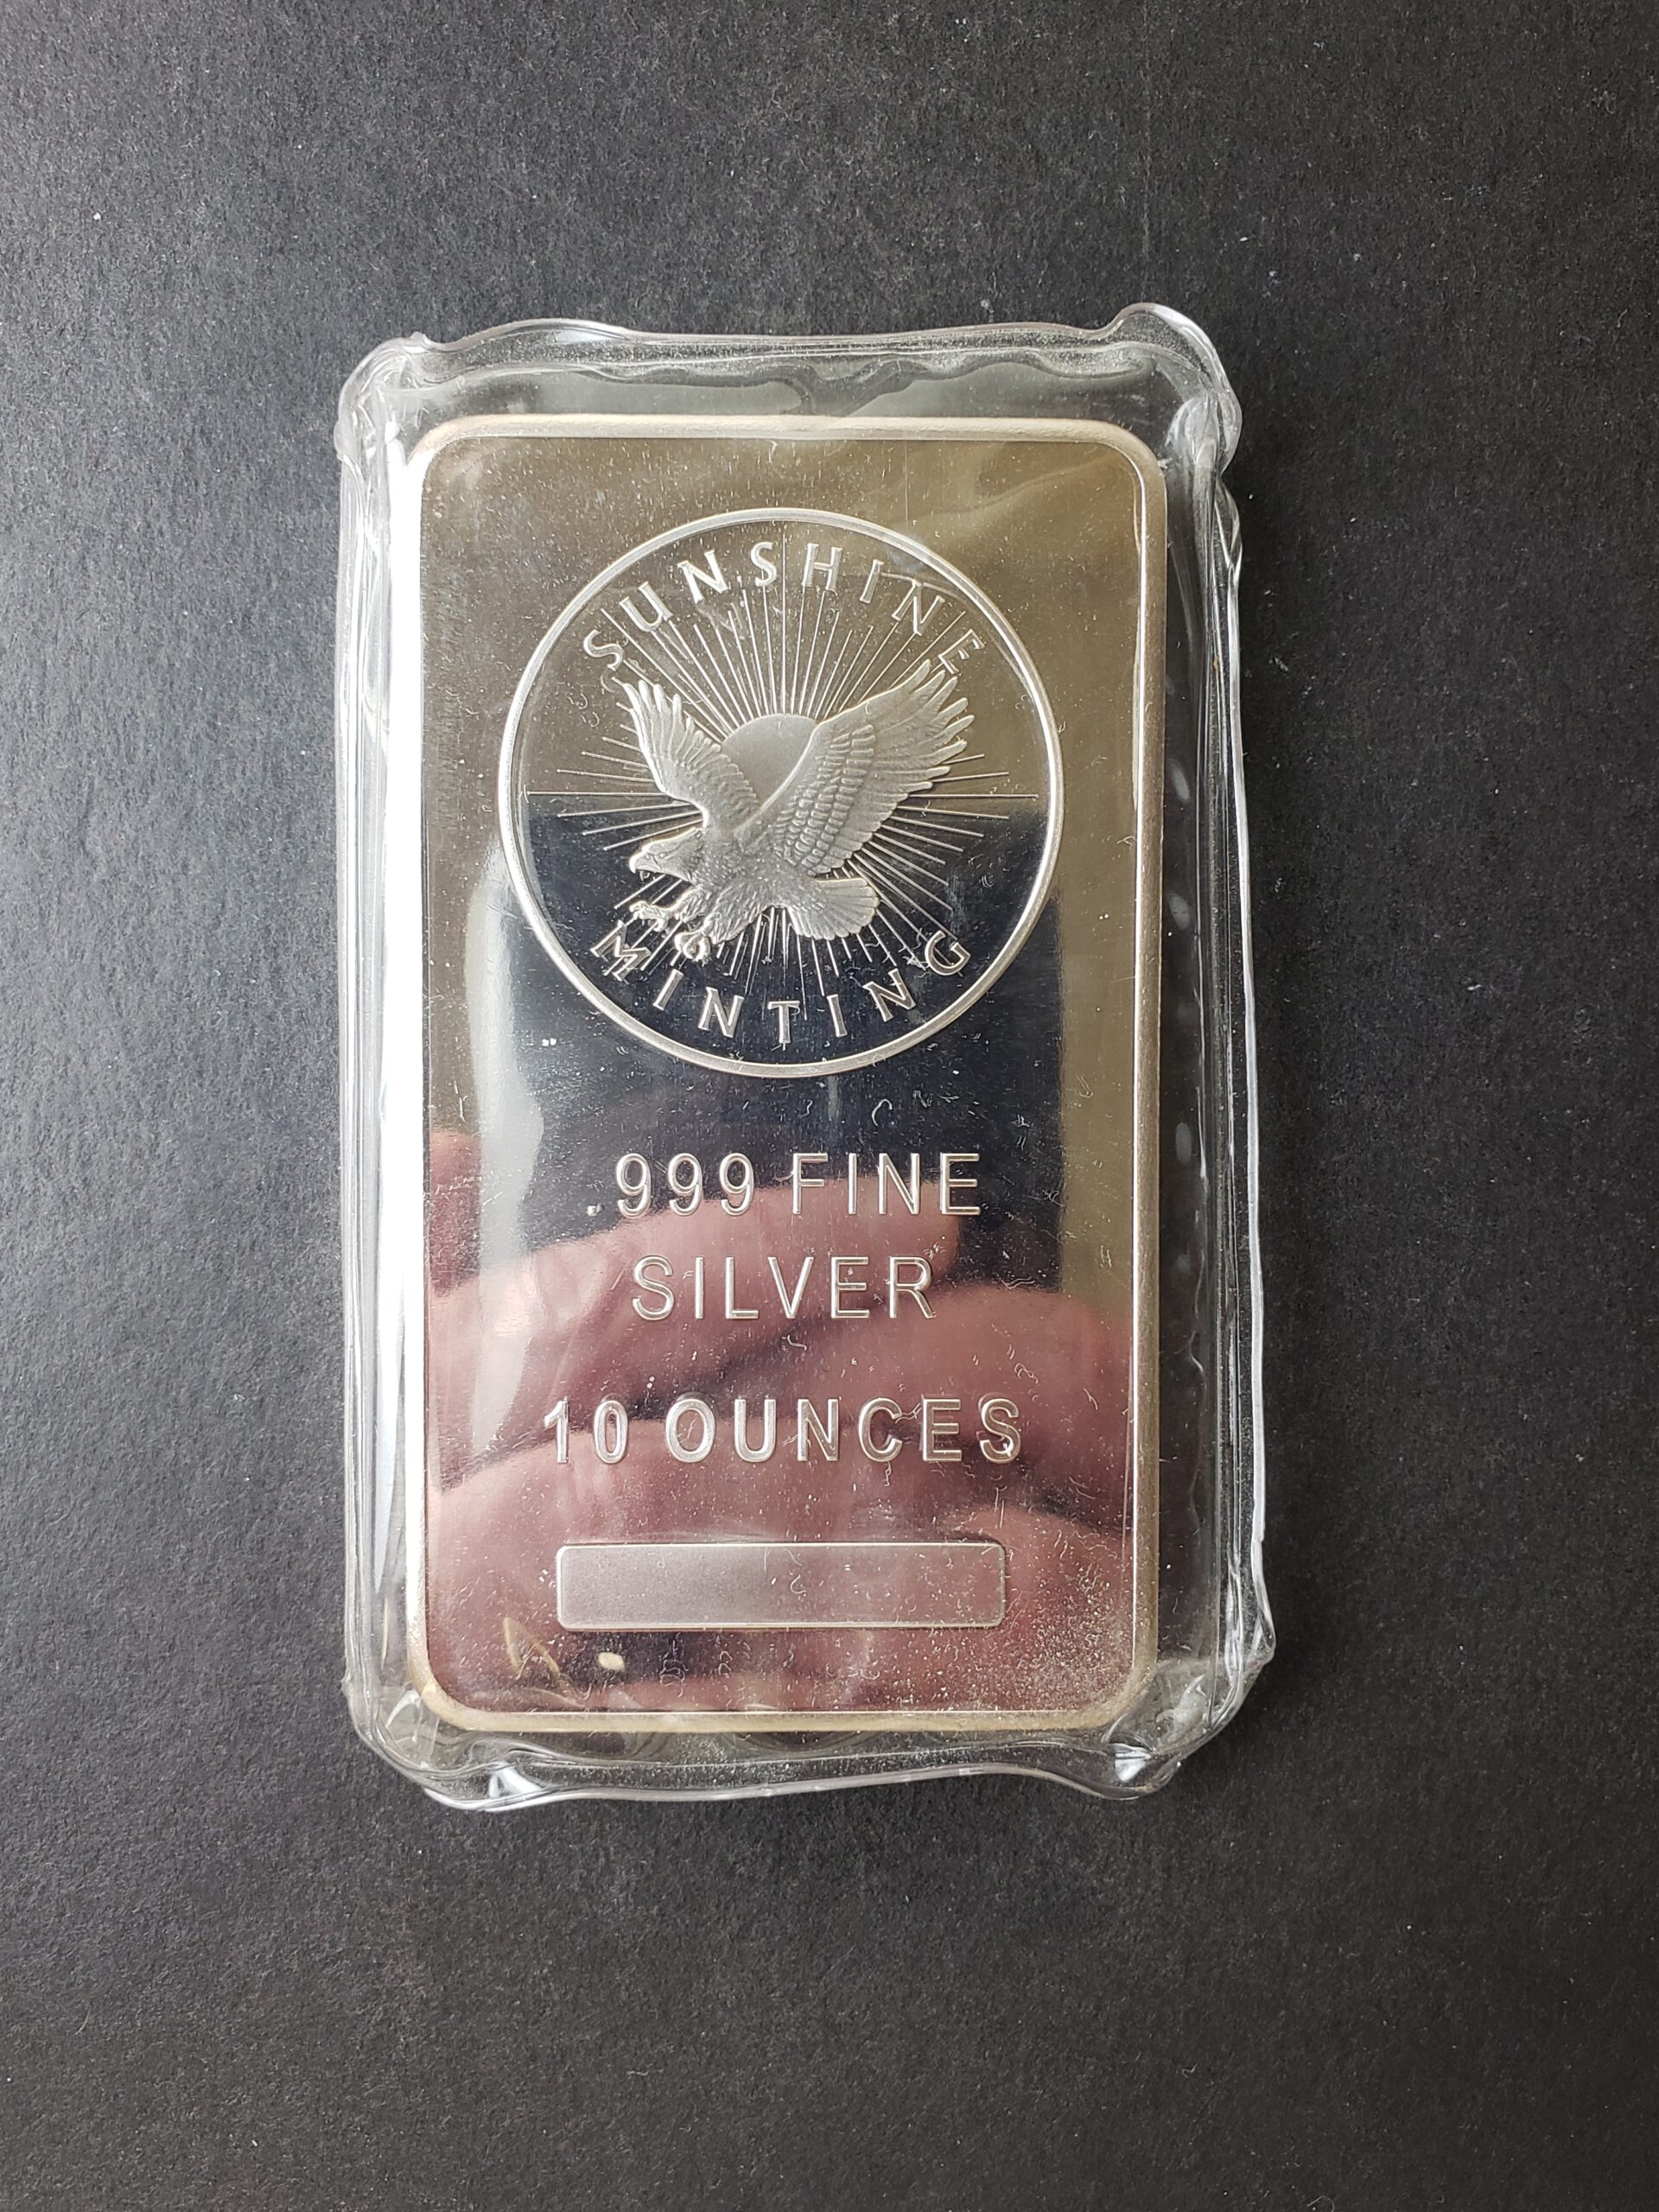 SUNSHINE
MINTING
.999 FINE
SILVER
10 OUNCES